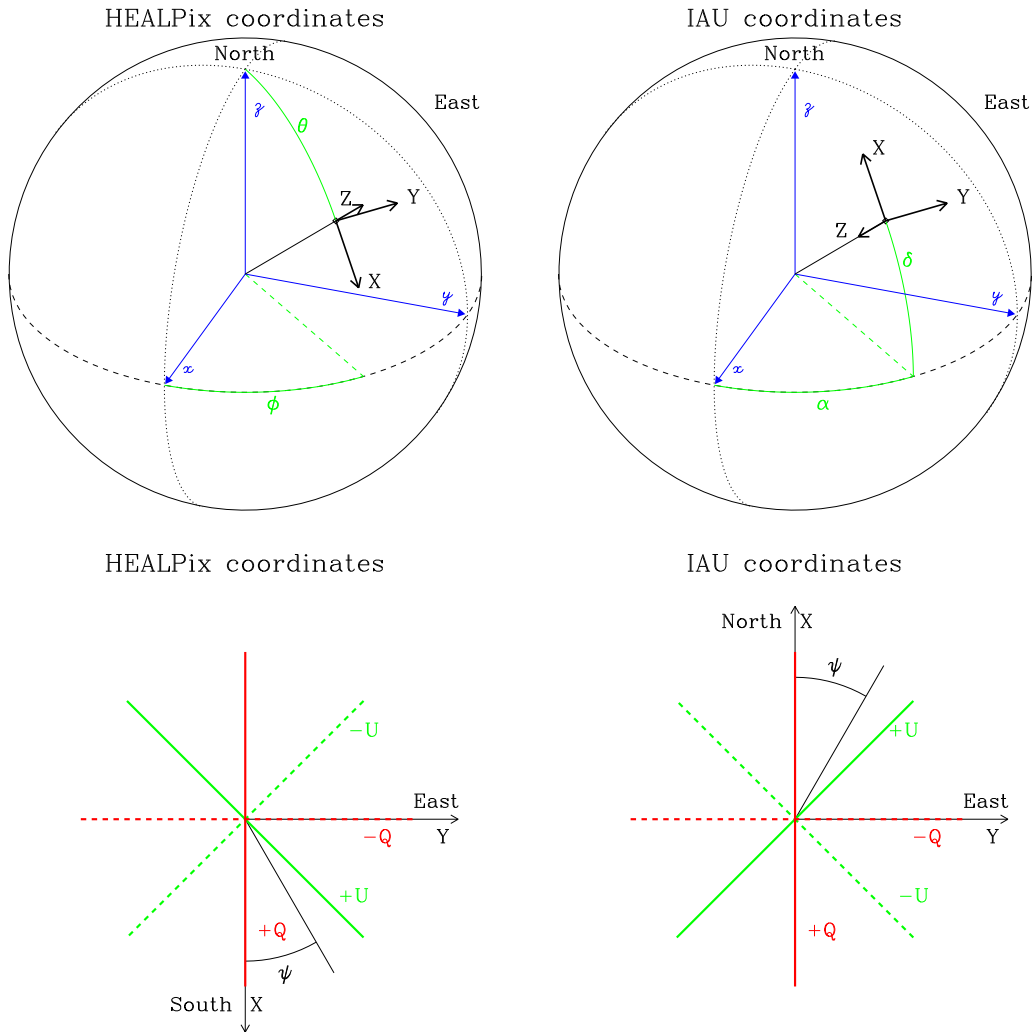 HEALPix coordinates
North
East
z
θ
Z
Y
X
y
x
ϕ
IAU coordinates
North
East
z
X
Y
Z
δ
y
x
α
HEALPix coordinates
−U
East
−Q
Y
+U
+Q
ψ
South
X
IAU coordinates
North
X
ψ
+U
East
−Q
Y
−U
+Q